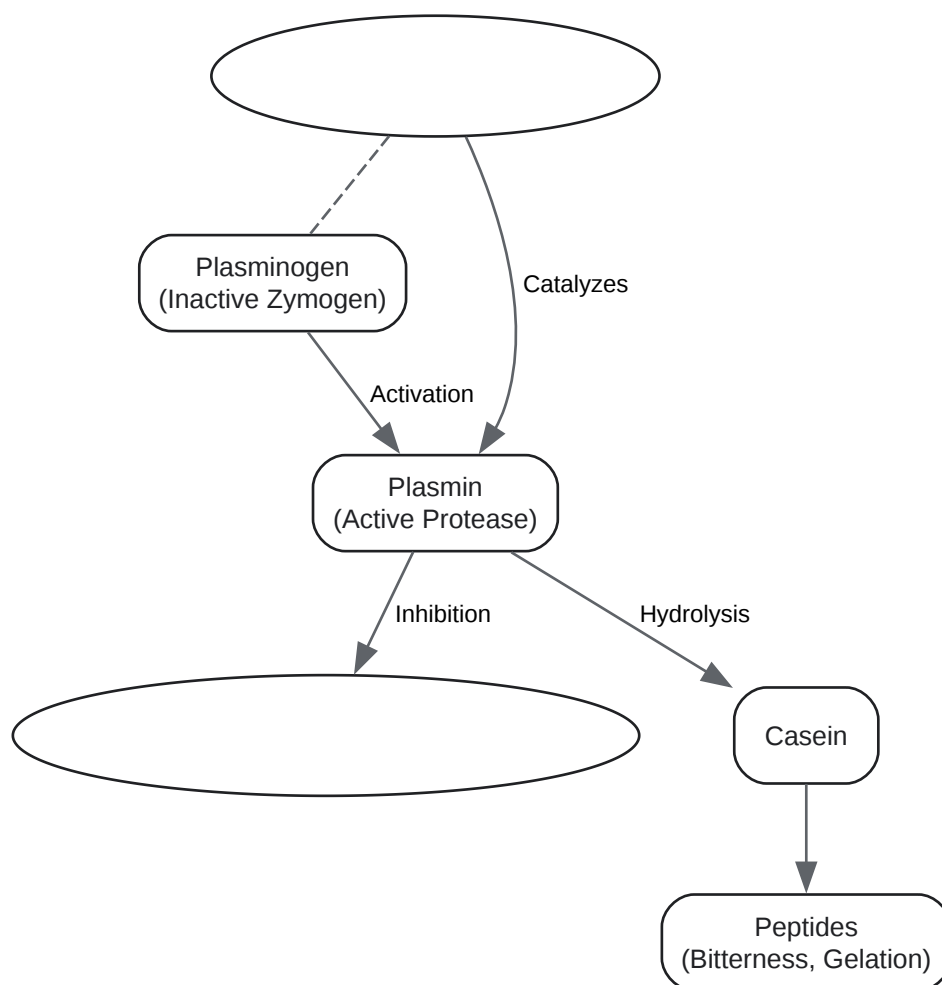 Plasminogen
(Inactive Zymogen)
Catalyzes
Activation
Plasmin
(Active Protease)
Inhibition
Hydrolysis
Casein
Peptides
(Bitterness, Gelation)